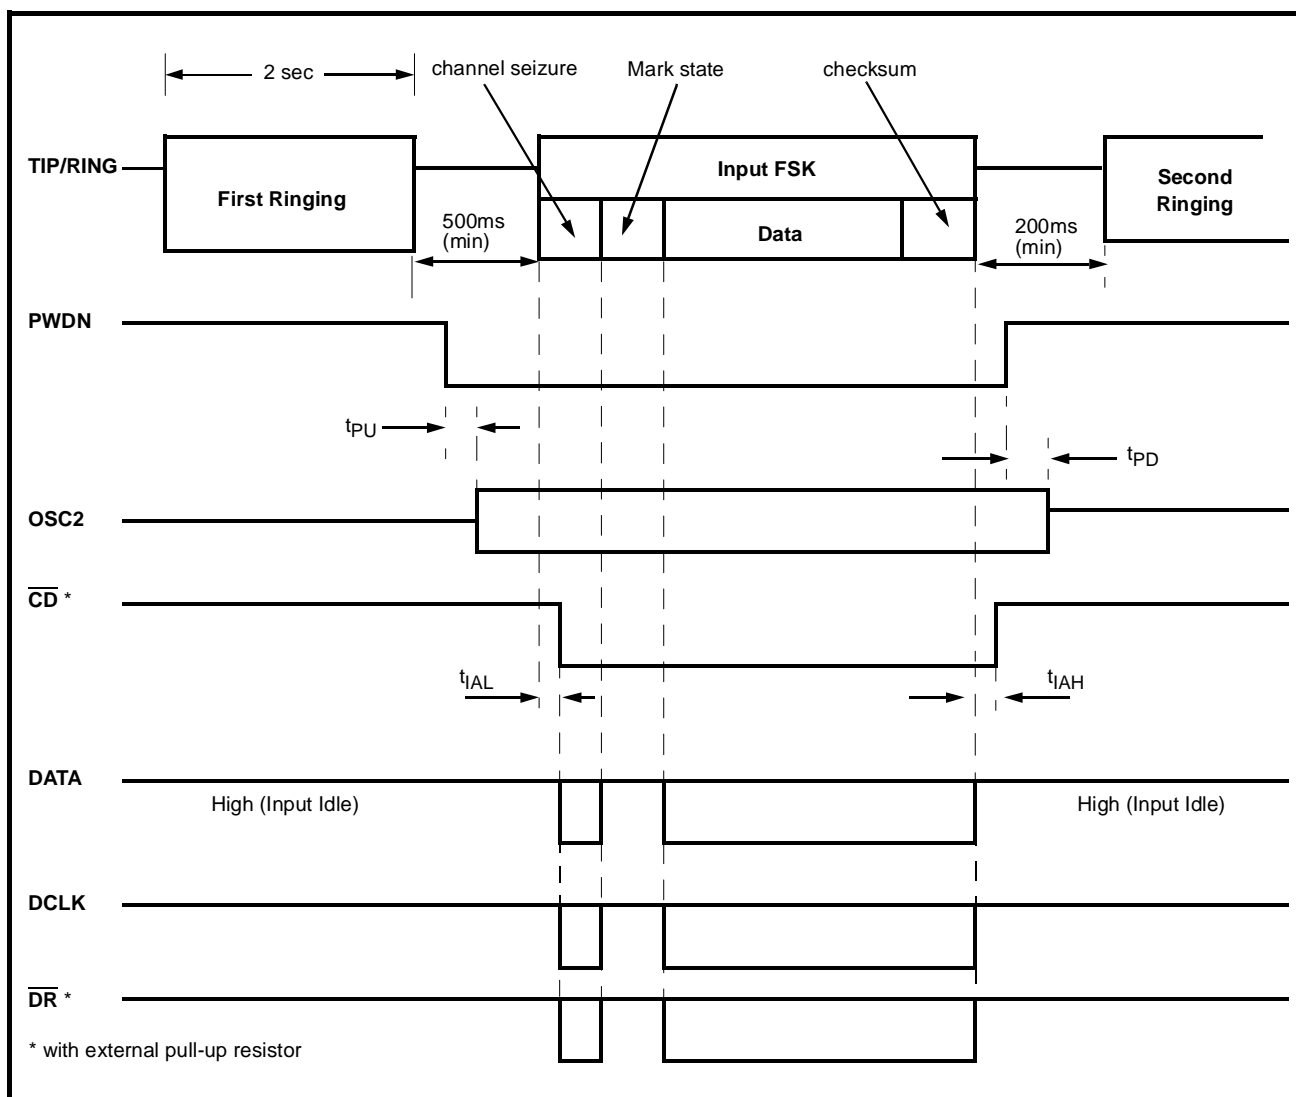 2 sec
channel seizure
Mark state
checksum
TIP/RING
First Ringing
Input FSK
Second
Ringing
500ms
(min)
Data
200ms
(min)
PWDN
tPU
tPD
OSC2
CD *
tIAL
tIAH
DATA
High (Input Idle)
High (Input Idle)
DCLK
DR *
* with external pull-up resistor